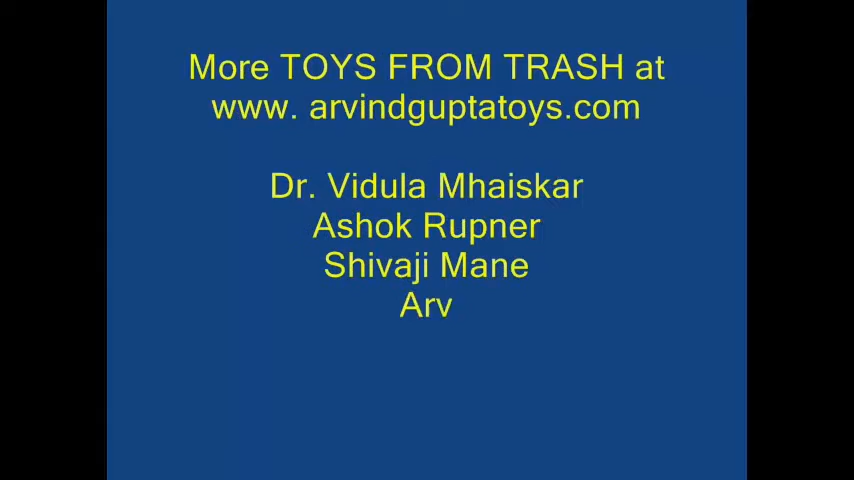 More TOYS FROM TRASH at
www. arvindguptatoys.com
Dr. Vidula Mhaiskar
Ashok Rupner
Shivaji Mane
Arv